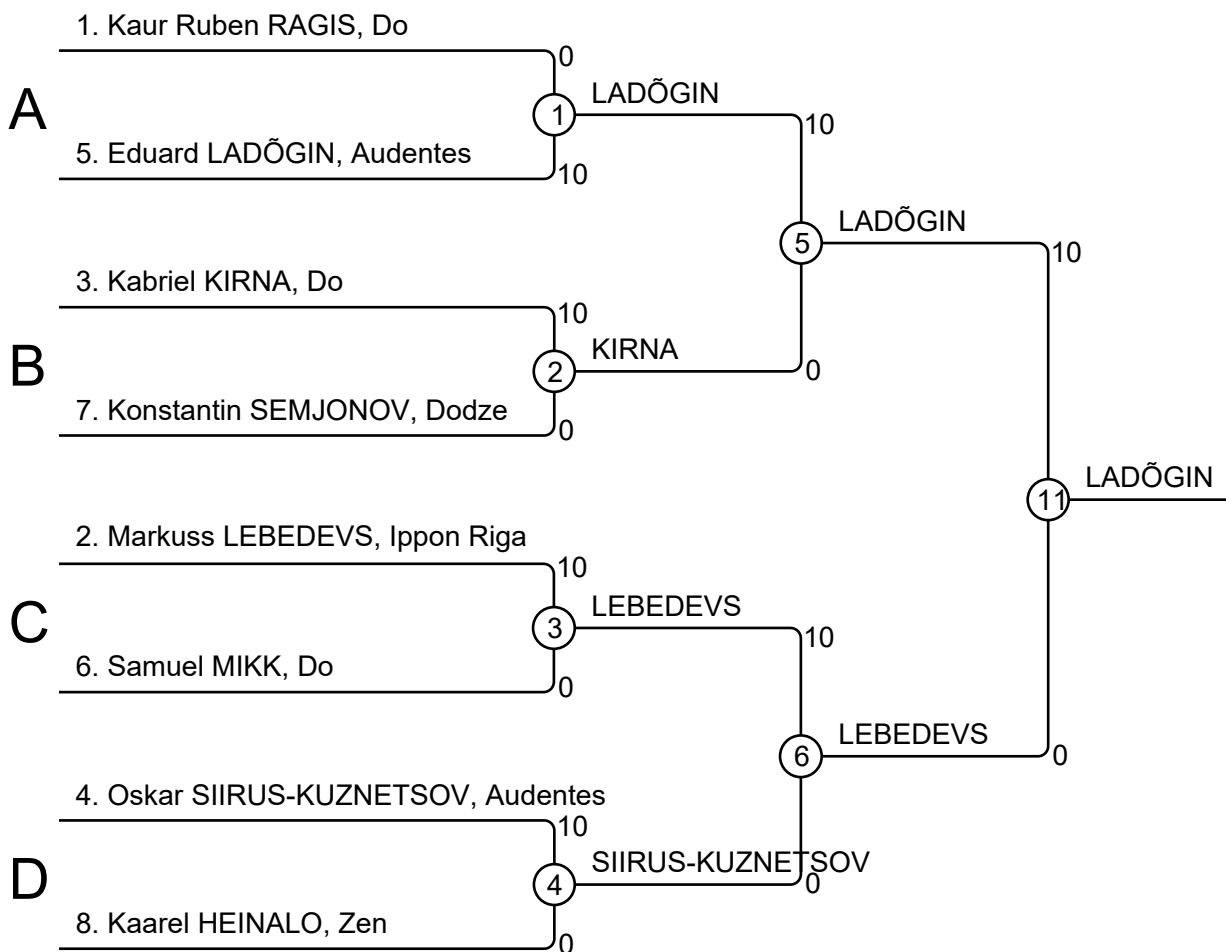 1. Kaur Ruben RAGIS, Do
0
A
1
LADÕGIN
10
5. Eduard LADÕGIN, Audentes
10
5
LADÕGIN
10
3. Kabriel KIRNA, Do
10
B
2
KIRNA
0
7. Konstantin SEMJONOV, Dodze
0
11
LADÕGIN
2. Markuss LEBEDEVS, Ippon Riga
10
C
3
LEBEDEVS
10
6. Samuel MIKK, Do
0
6
LEBEDEVS
0
4. Oskar SIIRUS-KUZNETSOV, Audentes
10
D
4
SIIRUS-KUZNETSOV
0
8. Kaarel HEINALO, Zen
0